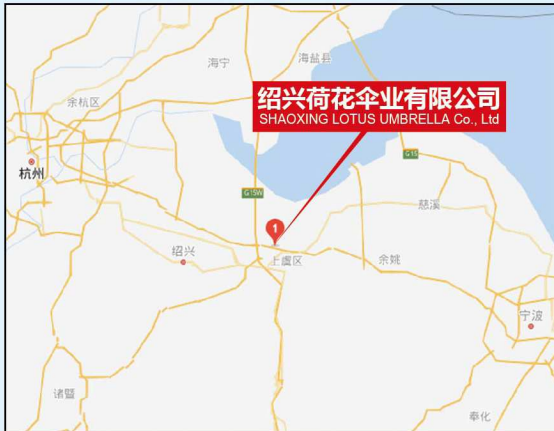 海宁
海盐县
余杭区
绍兴荷花伞业有限公司
SHAOXING LOTUS UMBRELLA Co., Ltd
杭州
G15
G15W
慈溪
1
绍兴
上虞区
余姚
宁波
诸暨
奉化